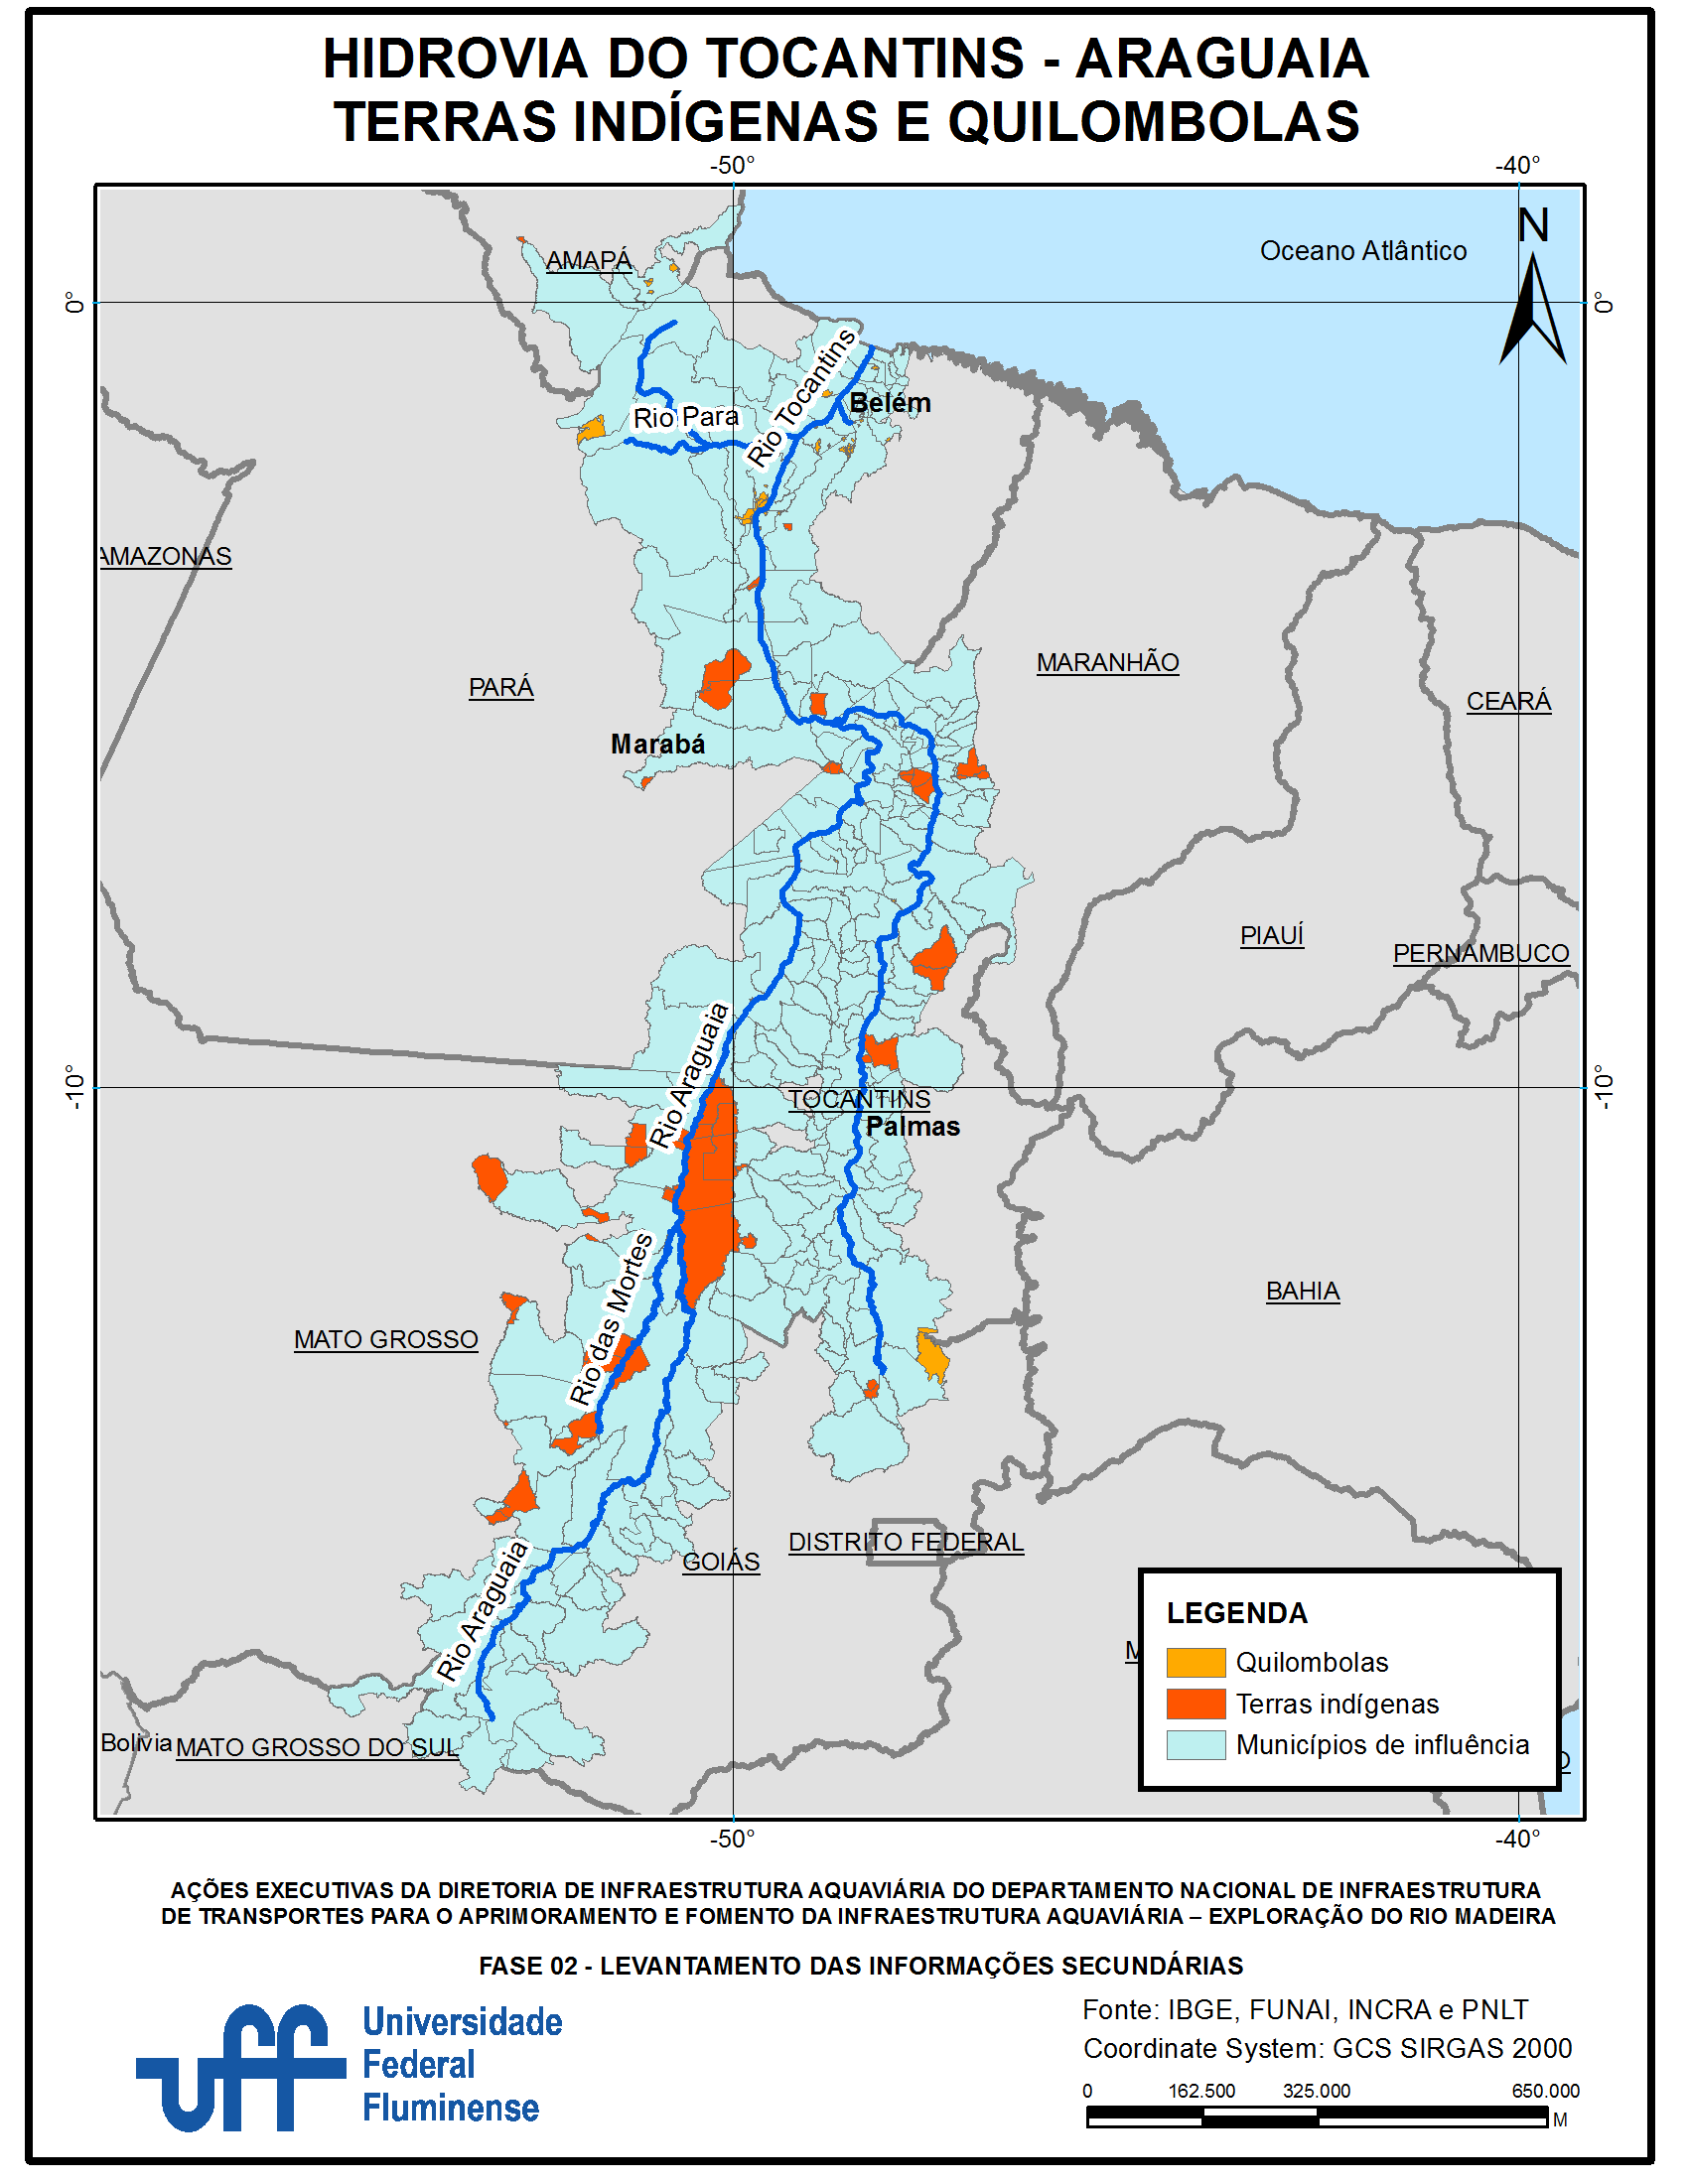 HIDROVIA DO TOCANTINS - ARAGUAIA
TERRAS INDÍGENAS E QUILOMBOLAS
-50°
-40°
N
Oceano Atlântico
AMAPÁ
0°
0°
Rio Tocantins
Belém
Rio Para
AMAZONAS
MARANHÃO
PARÁ
CEARÁ
Marabá
PIAUÍ
PERNAMBUCO
Rio Araguaia
-10°
-10°
TOCANTINS
Palmas
Rio das Mortes
BAHIA
MATO GROSSO
DISTRITO FEDERAL
GOIÁS
Rio Araguaia
Bolivia
MATO GROSSO DO SUL
LEGENDA
Quilombolas
Terras indígenas
Municípios de influência
-50°
-40°
AÇÕES EXECUTIVAS DA DIRETORIA DE INFRAESTRUTURA AQUAVIÁRIA DO DEPARTAMENTO NACIONAL DE INFRAESTRUTURA
DE TRANSPORTES PARA O APRIMORAMENTO E FOMENTO DA INFRAESTRUTURA AQUAVIÁRIA – EXPLORAÇÃO DO RIO MADEIRA
FASE 02 - LEVANTAMENTO DAS INFORMAÇÕES SECUNDÁRIAS
uff
Universidade
Federal
Fluminense
Fonte: IBGE, FUNAI, INCRA e PNLT
Coordinate System: GCS SIRGAS 2000
0 162.500 325.000 650.000
M